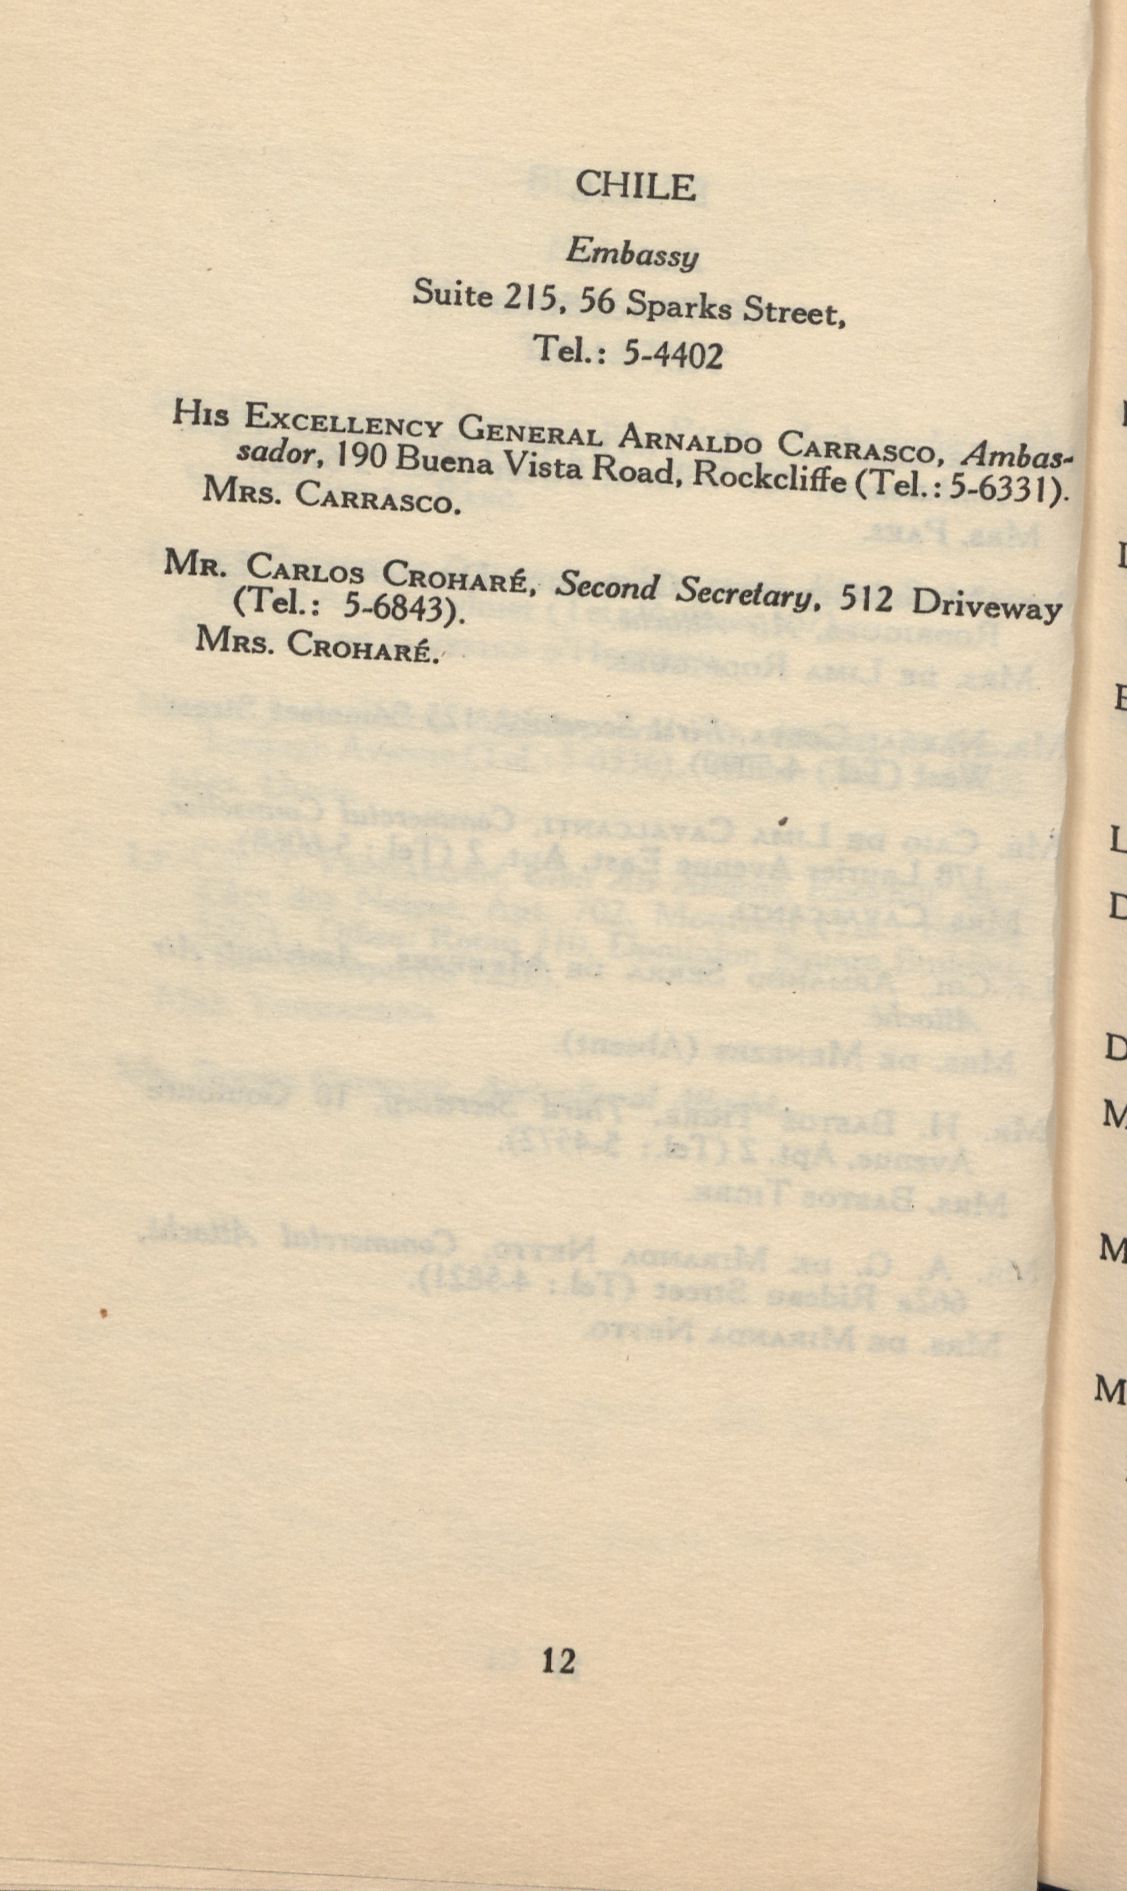 CHILE
Embassy
Suite 215, 56 Sparks Street,
Tel.: 5-4402
HIS EXCELLENCY GENERAL ARNALDO CARRASCO, Ambas-
sador, 190 Buena Vista Road, Rockcliffe (Tel.: 5-6331).
MRS. CARRASCO.
MR. CARLOS CROHARÉ, Second Secretary, 512 Driveway
(Tel.: 5-6843).
MRS. CROHARÉ.
12